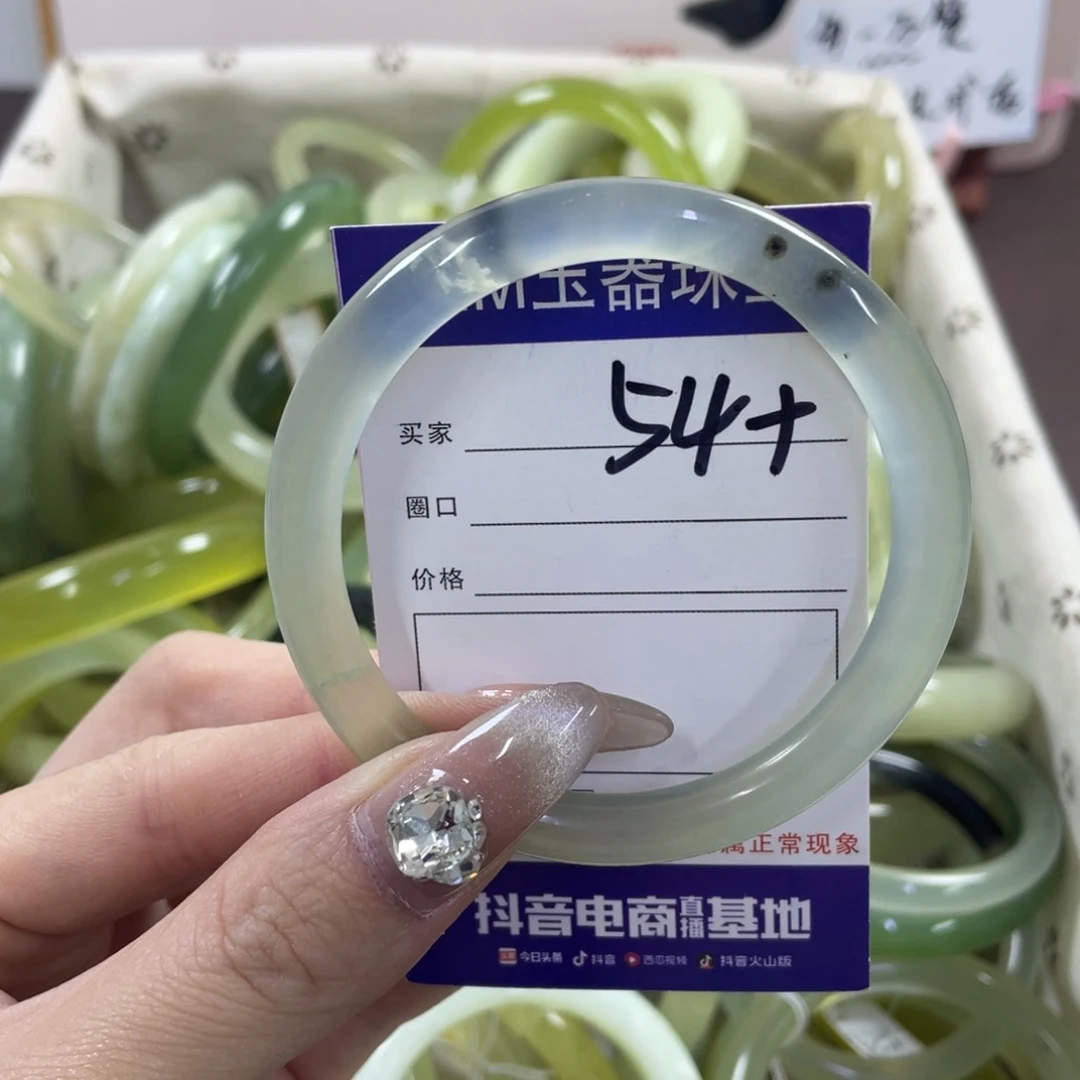 玉器珠
54+
买家
圈口
价格
属正常现象
抖音电商直播基地
今日头条 抖音 西瓜视频 抖音火山版